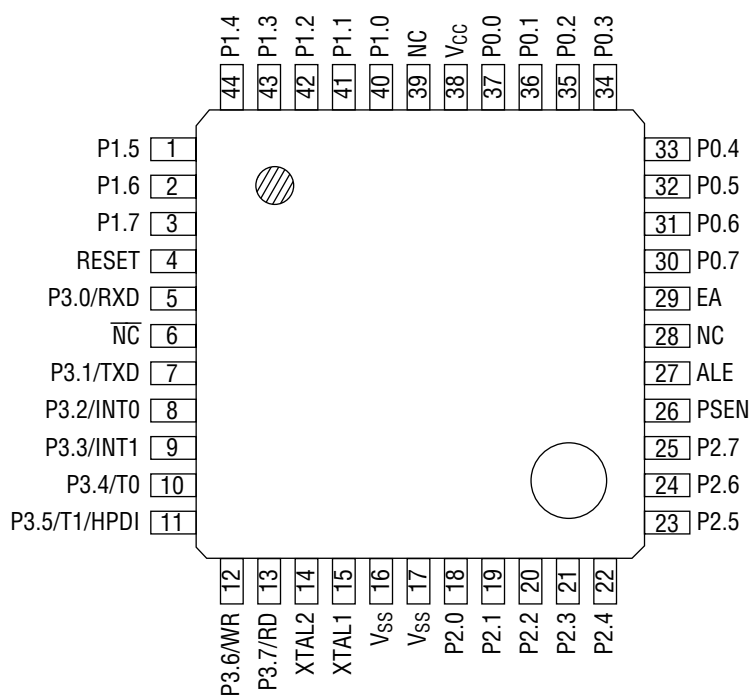 P1.4 P1.3 P1.2 P1.1 P1.0 NC VCC P0.0 P0.1 P0.2 P0.3
44 43 42 41 40 39 38 37 36 35 34
P1.5 1
P1.6 2
P1.7 3
RESET 4
P3.0/RXD 5
N̅C̅ 6
P3.1/TXD 7
P3.2/INT0 8
P3.3/INT1 9
P3.4/T0 10
P3.5/T1/HPDI 11
33 P0.4
32 P0.5
31 P0.6
30 P0.7
29 EA
28 NC
27 ALE
26 PSEN
25 P2.7
24 P2.6
23 P2.5
12 13 14 15 16 17 18 19 20 21 22
P3.6/WR P3.7/RD XTAL2 XTAL1 VSS VSS P2.0 P2.1 P2.2 P2.3 P2.4